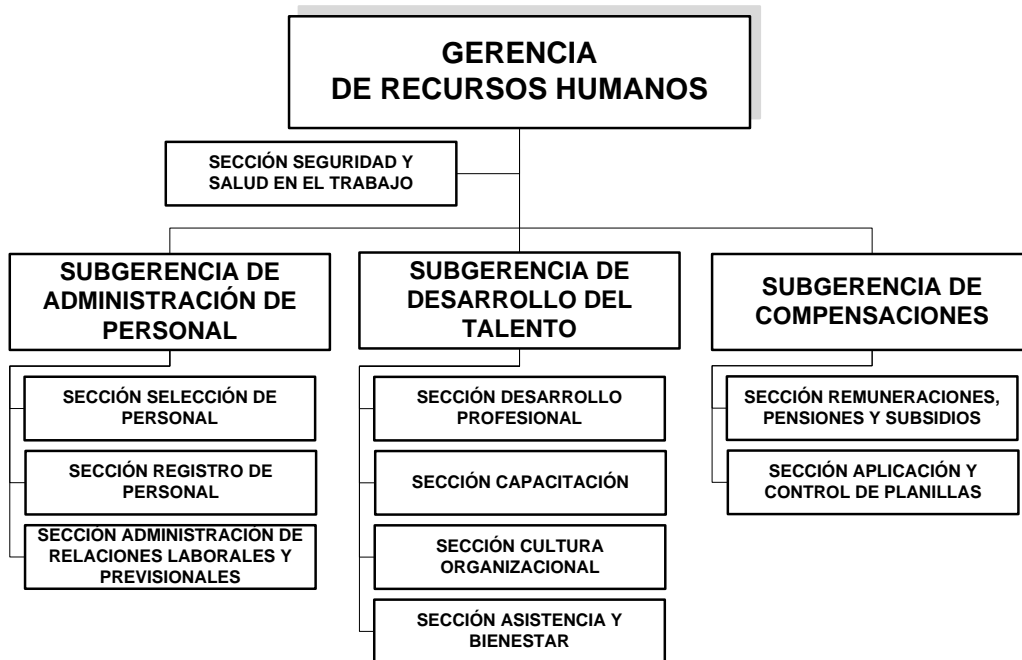 GERENCIA
DE RECURSOS HUMANOS
SECCIÓN SEGURIDAD Y
SALUD EN EL TRABAJO
SUBGERENCIA DE
ADMINISTRACIÓN DE
PERSONAL
SECCIÓN SELECCIÓN DE
PERSONAL
SECCIÓN REGISTRO DE
PERSONAL
SECCIÓN ADMINISTRACIÓN DE
RELACIONES LABORALES Y
PREVISIONALES
SUBGERENCIA DE
DESARROLLO DEL
TALENTO
SECCIÓN DESARROLLO
PROFESIONAL
SECCIÓN CAPACITACIÓN
SECCIÓN CULTURA
ORGANIZACIONAL
SECCIÓN ASISTENCIA Y
BIENESTAR
SUBGERENCIA DE
COMPENSACIONES
SECCIÓN REMUNERACIONES,
PENSIONES Y SUBSIDIOS
SECCIÓN APLICACIÓN Y
CONTROL DE PLANILLAS